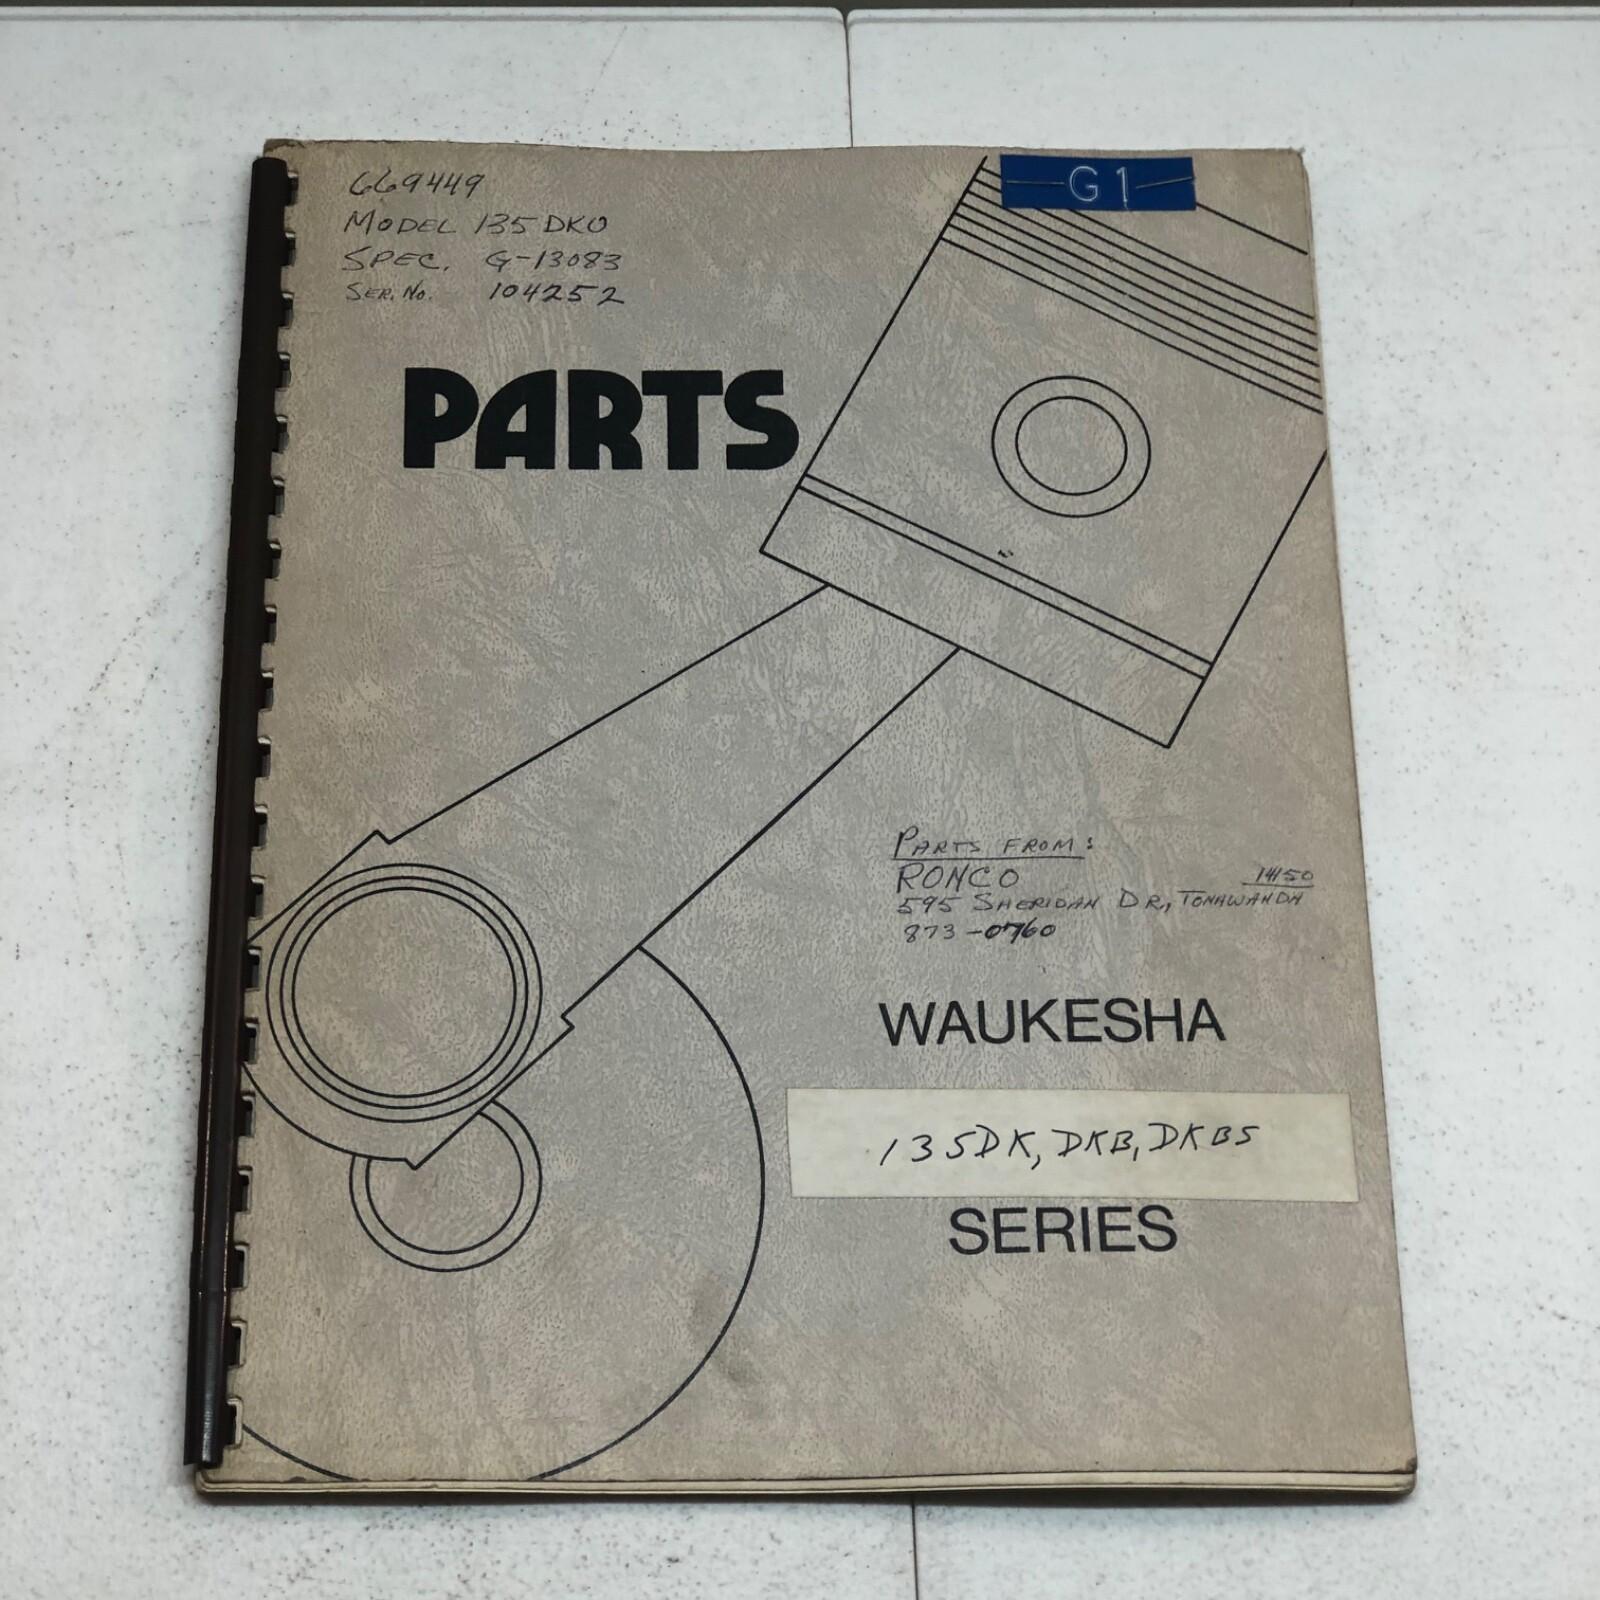 G1
669449
MODEL 135 DKU
SPEC. G-13083
SER. No. 104252
PARTS
PARTS FROM:
RONCO
14150
595 SHERIDAN DR., TONAWANDA
873-0760
WAUKESHA
135DK, DKB, DKBS
SERIES